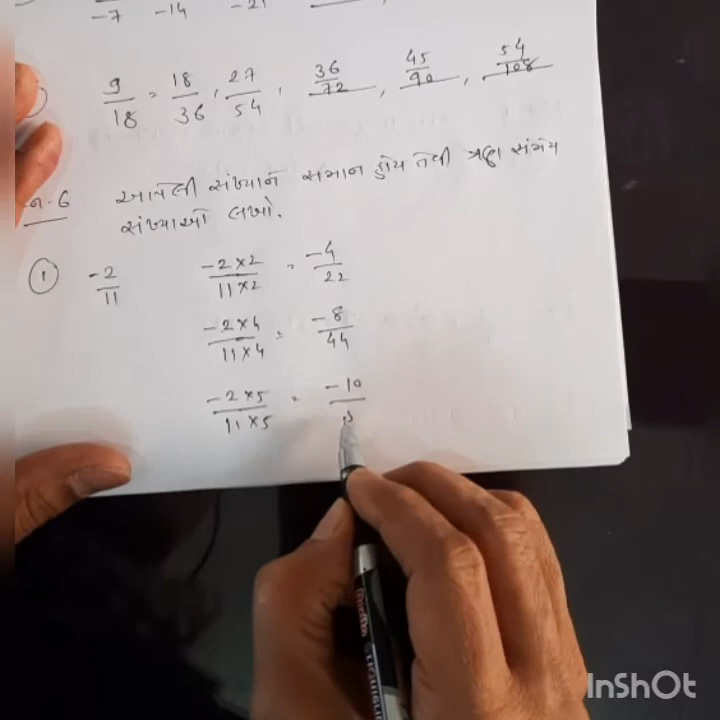 -7 -14 -21
9/18 = 18/36, 27/54, 36/72, 45/90, 54/108
ન.6 આપેલી સંખ્યાને સમાન હોય તેવી ત્રણ સંમેય
સંખ્યાઓ લખો.
① -2/11 -2×2/11×2 = -4/22
-2×4/11×4 = -8/44
-2×5/11×5 = -10/
InShOt